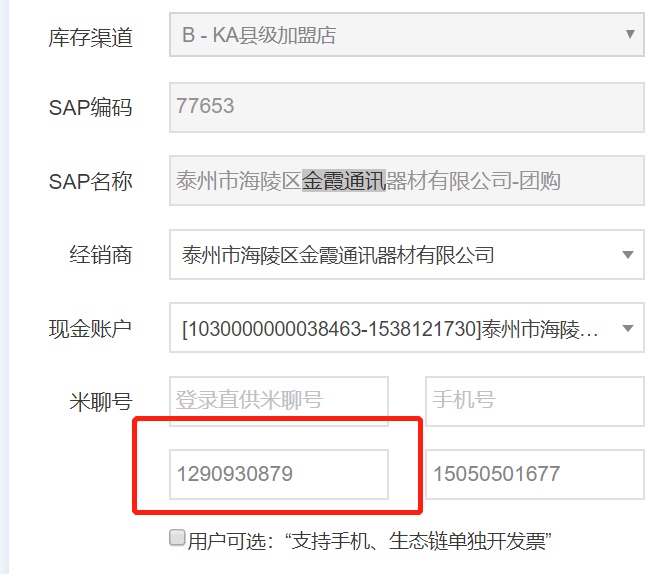 库存渠道 B - KA县级加盟店
SAP编码 77653
SAP名称 泰州市海陵区金霞通讯器材有限公司-团购
经销商 泰州市海陵区金霞通讯器材有限公司
现金账户 [1030000000038463-1538121730]泰州市海陵...
米聊号 登录直供米聊号 手机号
1290930879 15050501677
用户可选：“支持手机、生态链单独开发票”